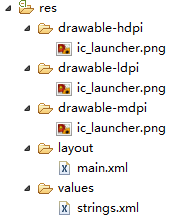 res
drawable-hdpi
ic_launcher.png
drawable-ldpi
ic_launcher.png
drawable-mdpi
ic_launcher.png
layout
main.xml
values
strings.xml